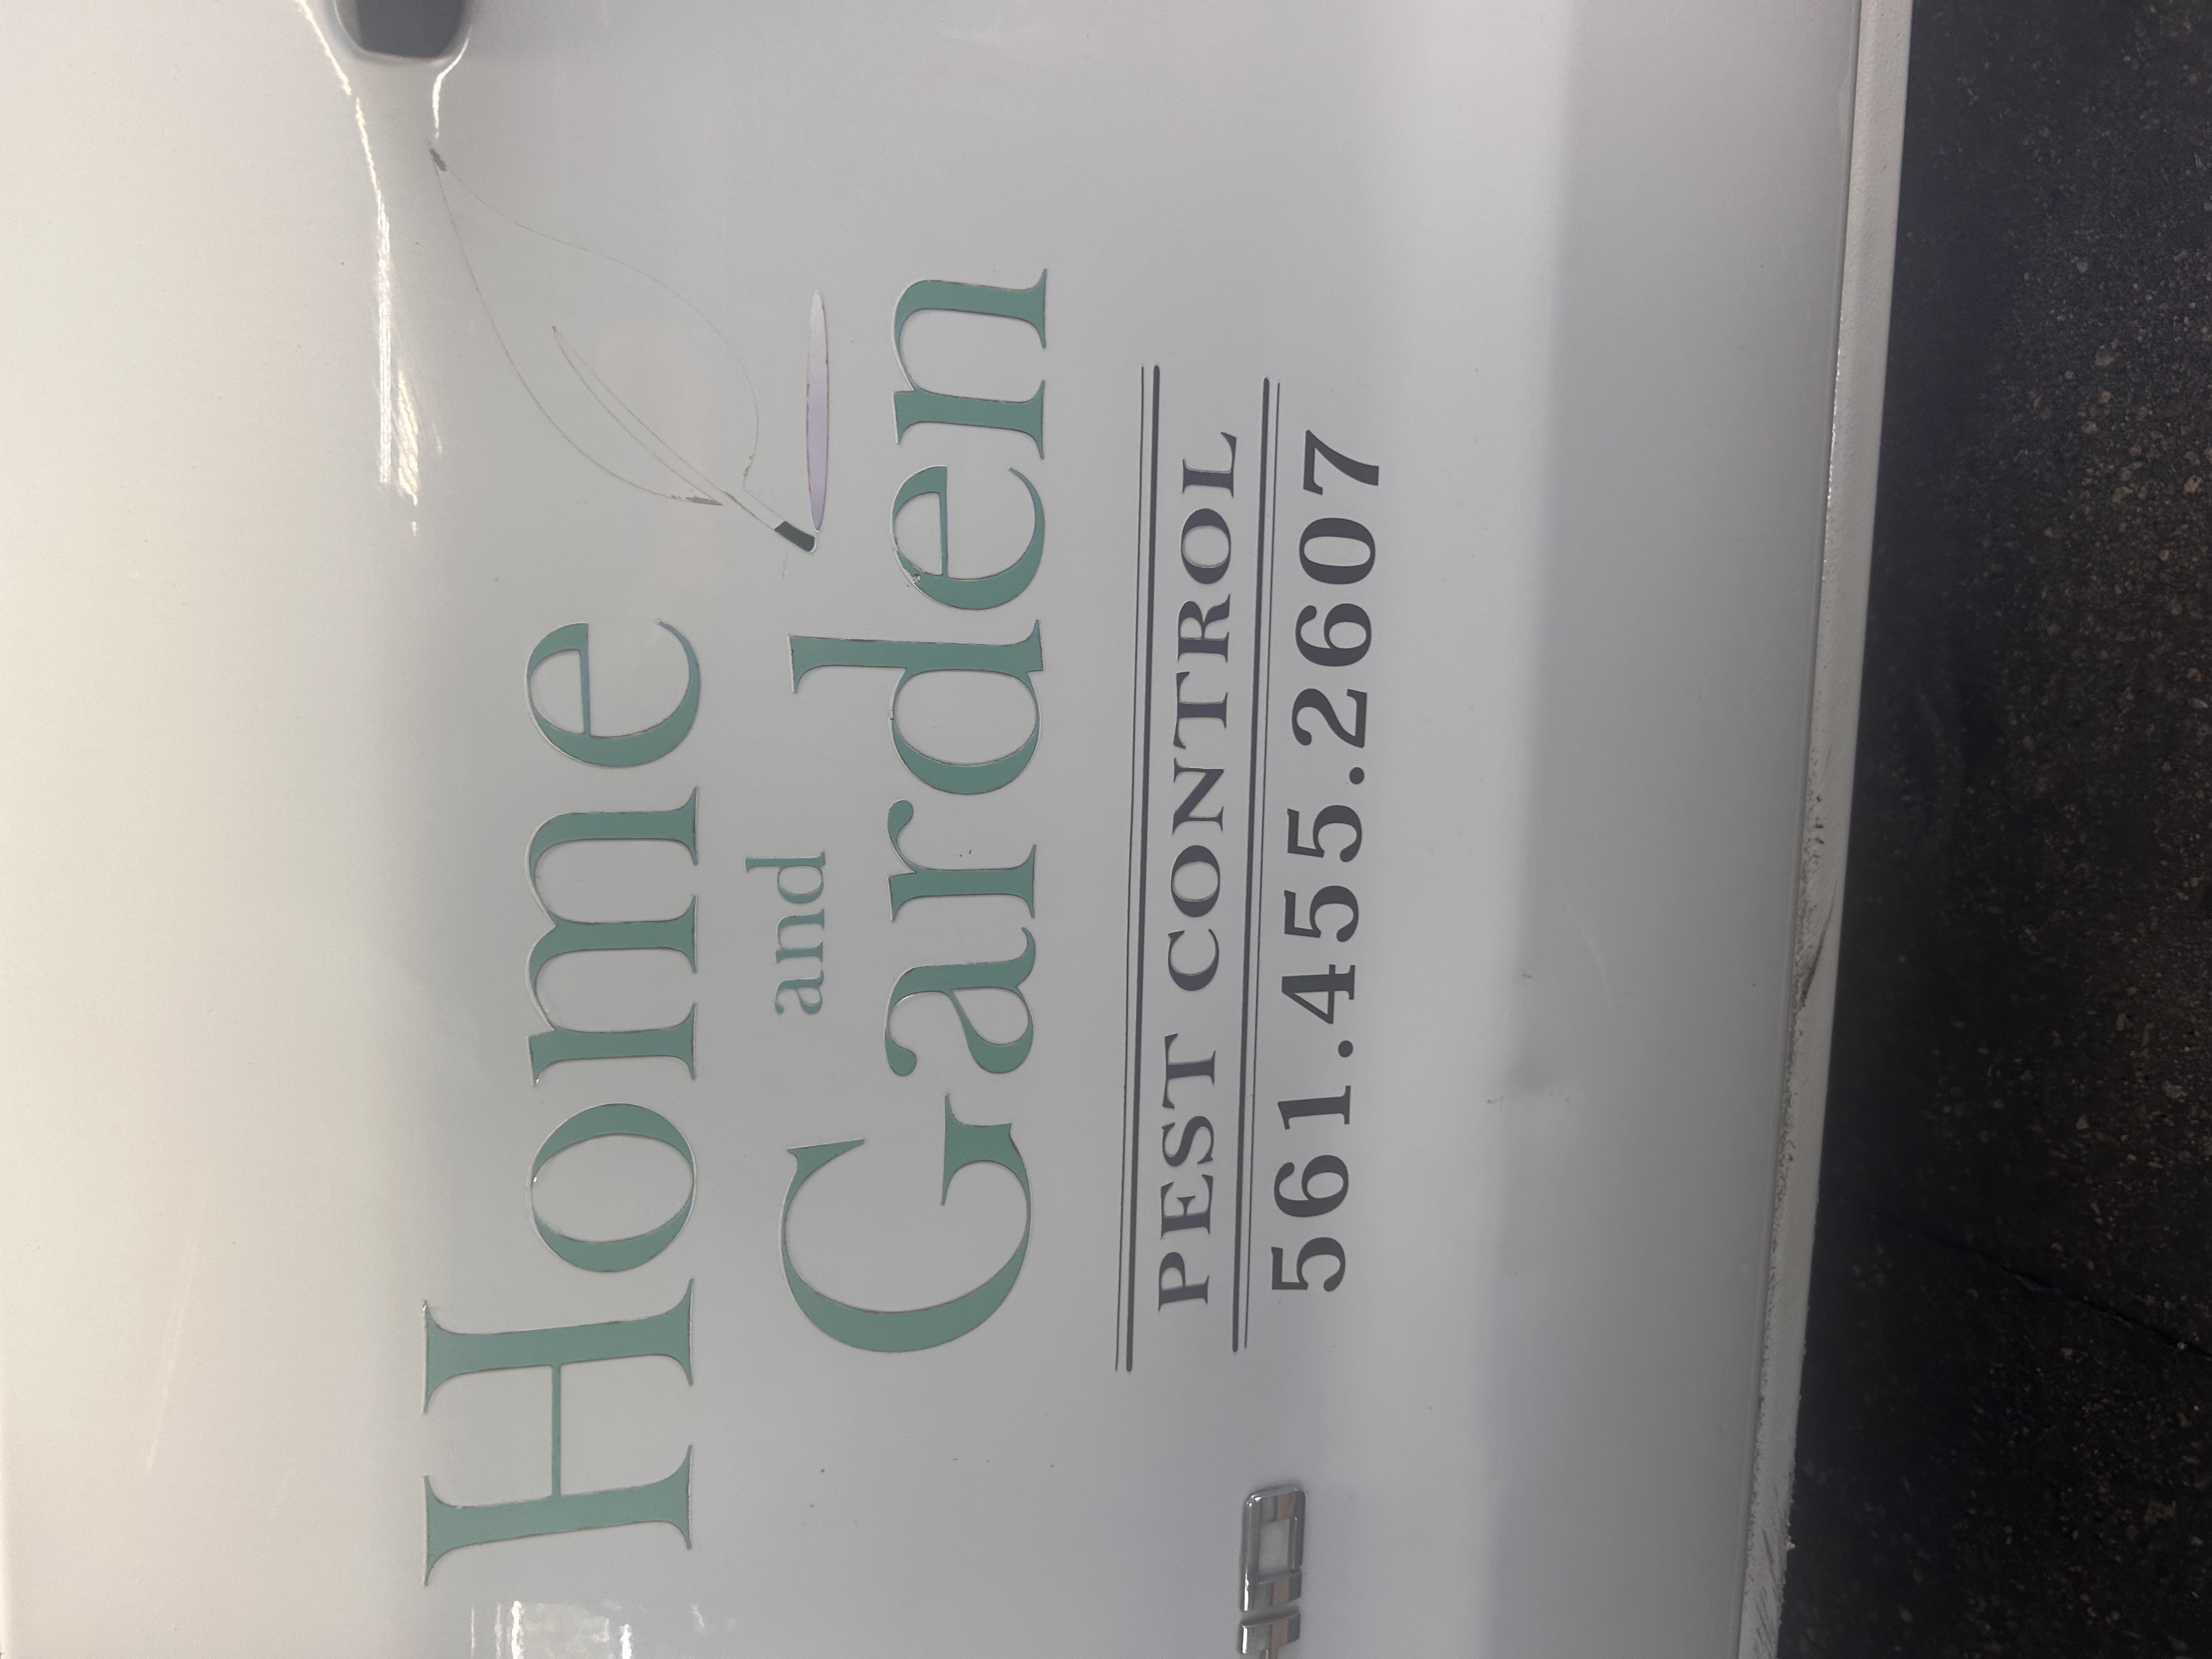 Home
and
Garden
PEST CONTROL
561.455.2607